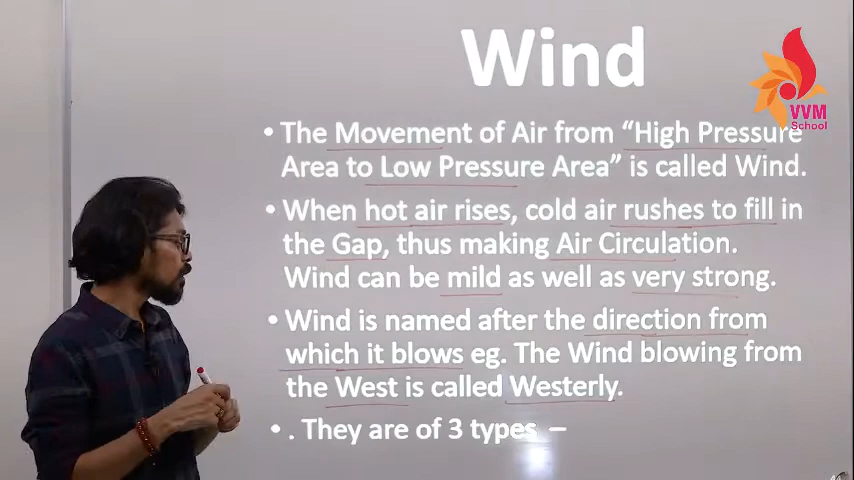 Wind
VVM
School
• The Movement of Air from “High Pressure
Area to Low Pressure Area” is called Wind.
• When hot air rises, cold air rushes to fill in
the Gap, thus making Air Circulation.
Wind can be mild as well as very strong.
• Wind is named after the direction from
which it blows eg. The Wind blowing from
the West is called Westerly.
• . They are of 3 types –